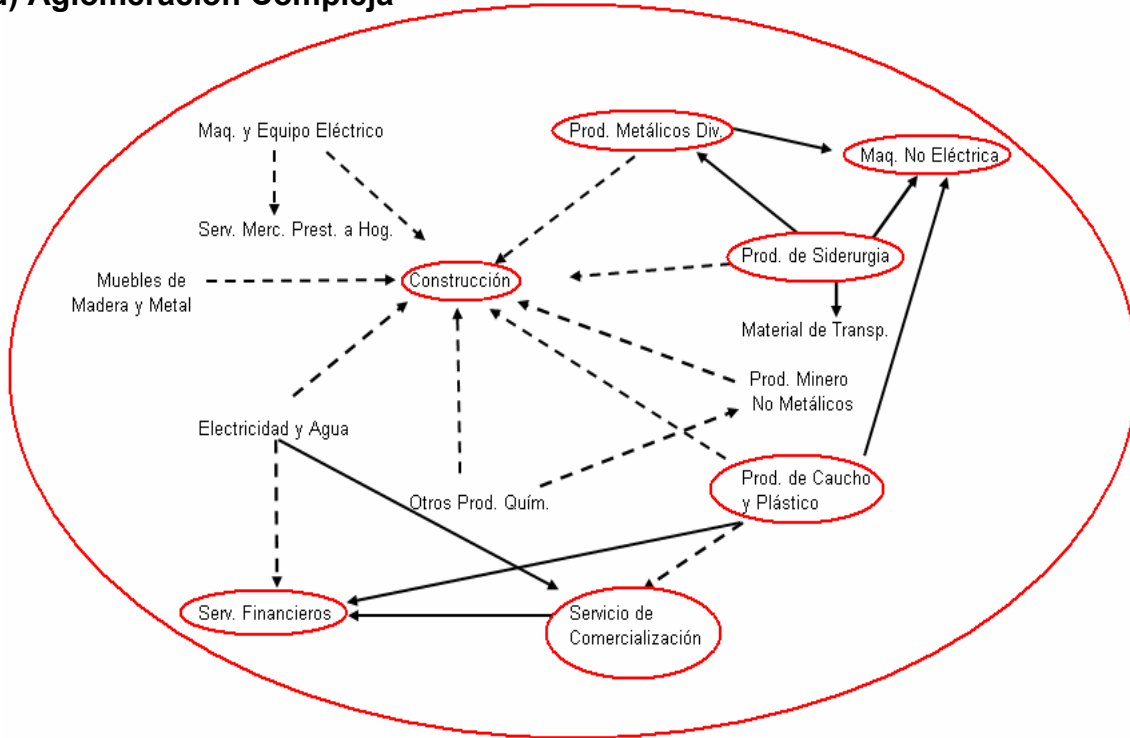 a) Aglomeración Compleja
Maq. y Equipo Eléctrico
Prod. Metálicos Div.
Maq. No Eléctrica
Serv. Merc. Prest. a Hog.
Prod. de Siderurgia
Muebles de
Madera y Metal
Construcción
Material de Transp.
Prod. Minero
No Metálicos
Electricidad y Agua
Prod. de Caucho
y Plástico
Otros Prod. Quím.
Serv. Financieros
Servicio de
Comercialización